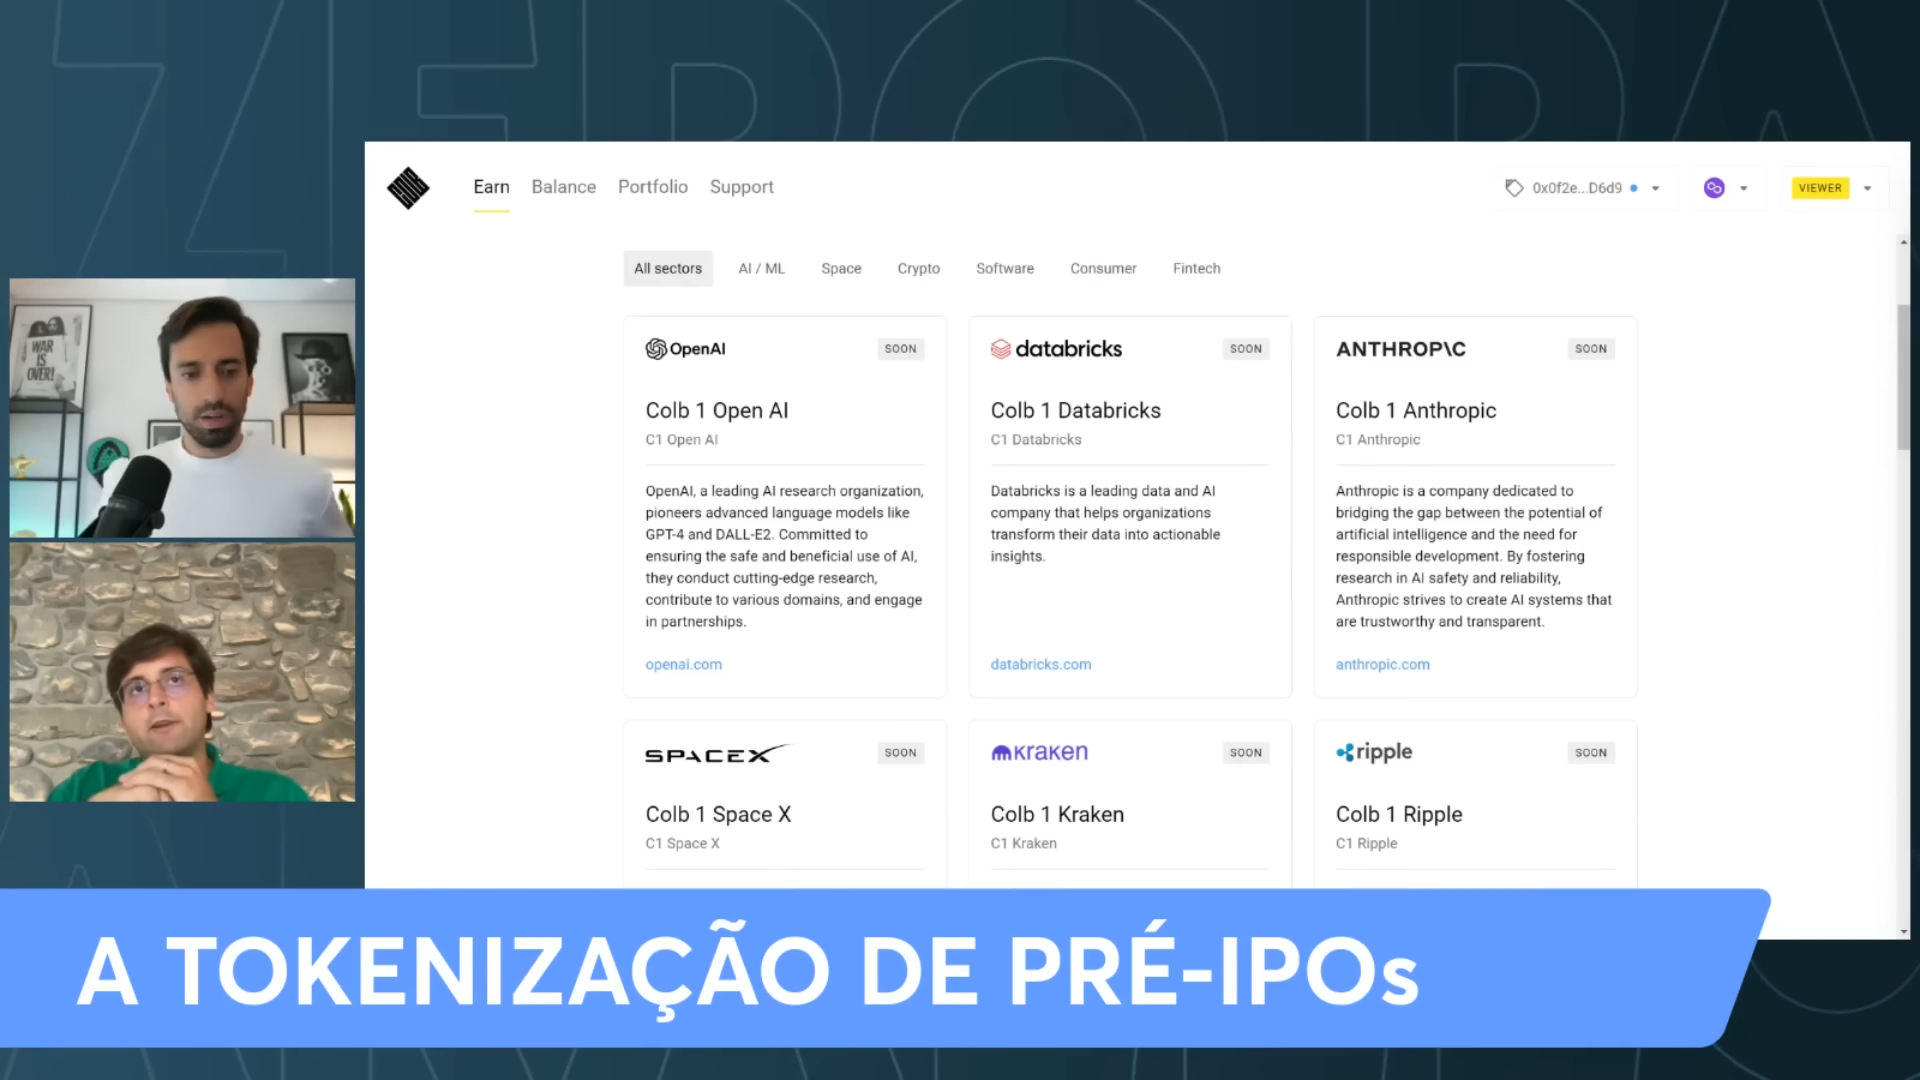 ZERO PA
Earn
Balance
Portfolio
Support
0x0f2e...D6d9
VIEWER
All sectors
AI / ML
Space
Crypto
Software
Consumer
Fintech
OpenAI
SOON
Colb 1 Open AI
C1 Open AI
OpenAI, a leading AI research organization,
pioneers advanced language models like
GPT-4 and DALL-E2. Committed to
ensuring the safe and beneficial use of AI,
they conduct cutting-edge research,
contribute to various domains, and engage
in partnerships.
openai.com
databricks
SOON
Colb 1 Databricks
C1 Databricks
Databricks is a leading data and AI
company that helps organizations
transform their data into actionable
insights.
databricks.com
ANTHROP\C
SOON
Colb 1 Anthropic
C1 Anthropic
Anthropic is a company dedicated to
bridging the gap between the potential of
artificial intelligence and the need for
responsible development. By fostering
research in AI safety and reliability,
Anthropic strives to create AI systems that
are trustworthy and transparent.
anthropic.com
SPACEX
SOON
Colb 1 Space X
C1 Space X
kraken
SOON
Colb 1 Kraken
C1 Kraken
ripple
SOON
Colb 1 Ripple
C1 Ripple
WAR
IS
OVER!
A TOKENIZAÇÃO DE PRÉ-IPOs